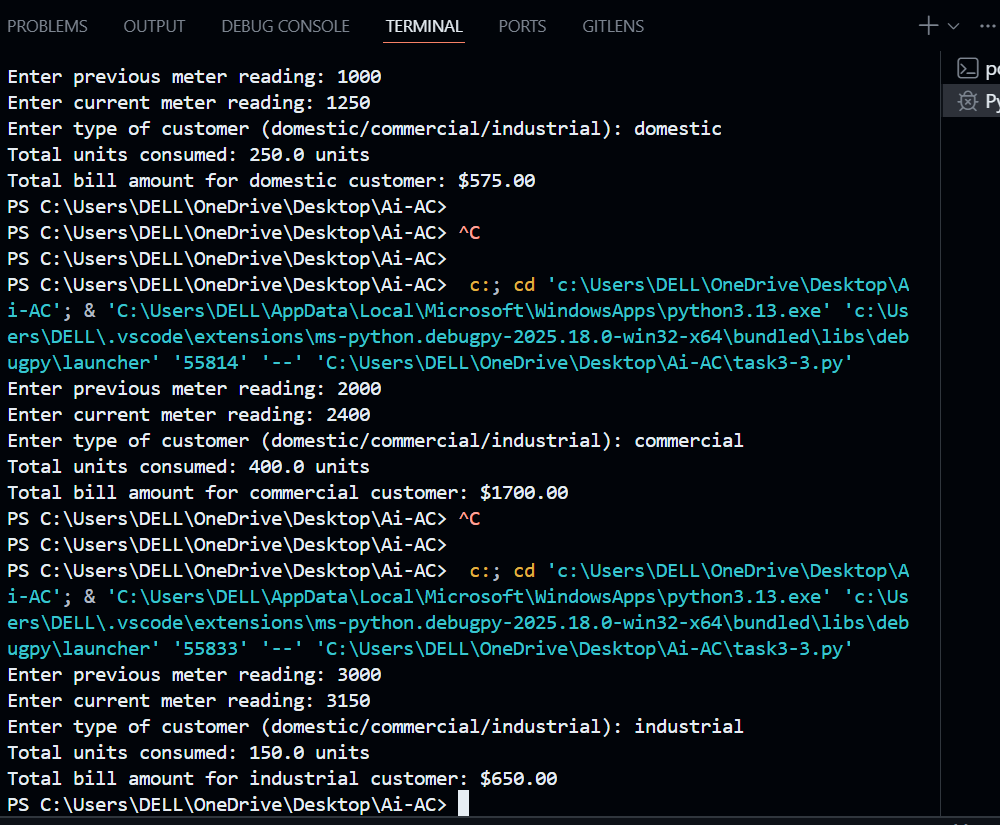 PROBLEMS OUTPUT DEBUG CONSOLE TERMINAL PORTS GITLENS
Enter previous meter reading: 1000
Enter current meter reading: 1250
Enter type of customer (domestic/commercial/industrial): domestic
Total units consumed: 250.0 units
Total bill amount for domestic customer: $575.00
PS C:\Users\DELL\OneDrive\Desktop\Ai-AC>
PS C:\Users\DELL\OneDrive\Desktop\Ai-AC> ^C
PS C:\Users\DELL\OneDrive\Desktop\Ai-AC>
PS C:\Users\DELL\OneDrive\Desktop\Ai-AC>  c:; cd 'c:\Users\DELL\OneDrive\Desktop\A
i-AC'; & 'C:\Users\DELL\AppData\Local\Microsoft\WindowsApps\python3.13.exe' 'c:\Us
ers\DELL\.vscode\extensions\ms-python.debugpy-2025.18.0-win32-x64\bundled\libs\deb
ugpy\launcher' '55814' '--' 'C:\Users\DELL\OneDrive\Desktop\Ai-AC\task3-3.py'
Enter previous meter reading: 2000
Enter current meter reading: 2400
Enter type of customer (domestic/commercial/industrial): commercial
Total units consumed: 400.0 units
Total bill amount for commercial customer: $1700.00
PS C:\Users\DELL\OneDrive\Desktop\Ai-AC> ^C
PS C:\Users\DELL\OneDrive\Desktop\Ai-AC>
PS C:\Users\DELL\OneDrive\Desktop\Ai-AC>  c:; cd 'c:\Users\DELL\OneDrive\Desktop\A
i-AC'; & 'C:\Users\DELL\AppData\Local\Microsoft\WindowsApps\python3.13.exe' 'c:\Us
ers\DELL\.vscode\extensions\ms-python.debugpy-2025.18.0-win32-x64\bundled\libs\deb
ugpy\launcher' '55833' '--' 'C:\Users\DELL\OneDrive\Desktop\Ai-AC\task3-3.py'
Enter previous meter reading: 3000
Enter current meter reading: 3150
Enter type of customer (domestic/commercial/industrial): industrial
Total units consumed: 150.0 units
Total bill amount for industrial customer: $650.00
PS C:\Users\DELL\OneDrive\Desktop\Ai-AC>